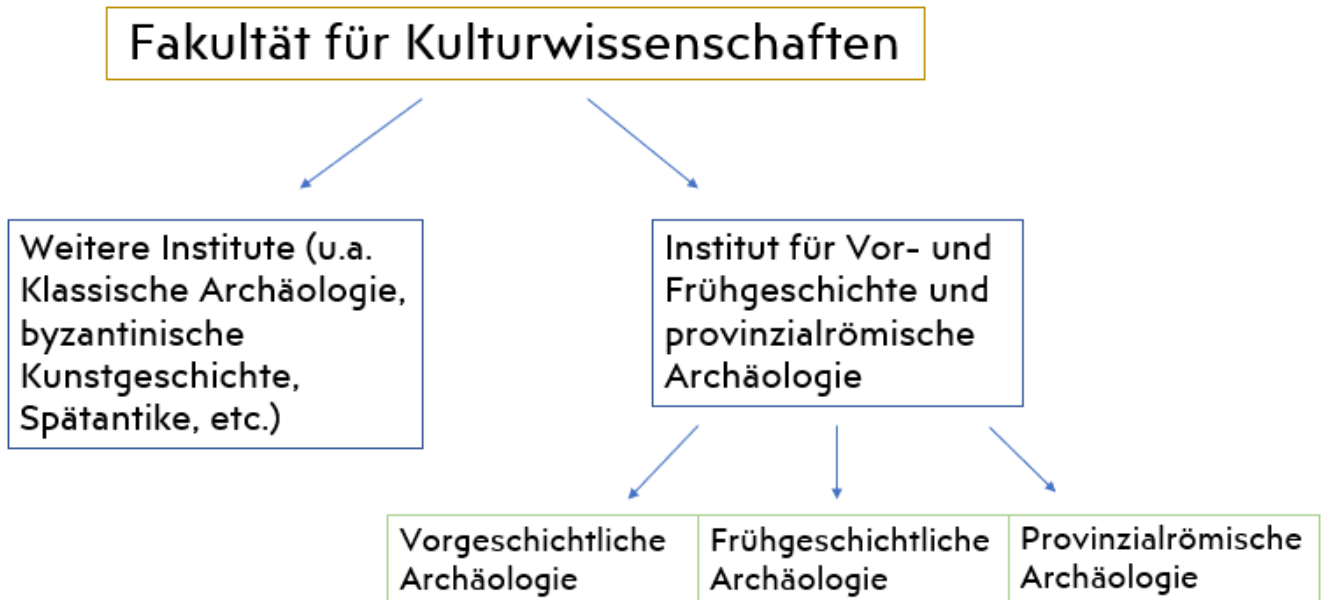 Fakultät für Kulturwissenschaften
Weitere Institute (u.a.
Klassische Archäologie,
byzantinische
Kunstgeschichte,
Spätantike, etc.)
Institut für Vor- und
Frühgeschichte und
provinzialrömische
Archäologie
Vorgeschichtliche
Archäologie
Frühgeschichtliche
Archäologie
Provinzialrömische
Archäologie